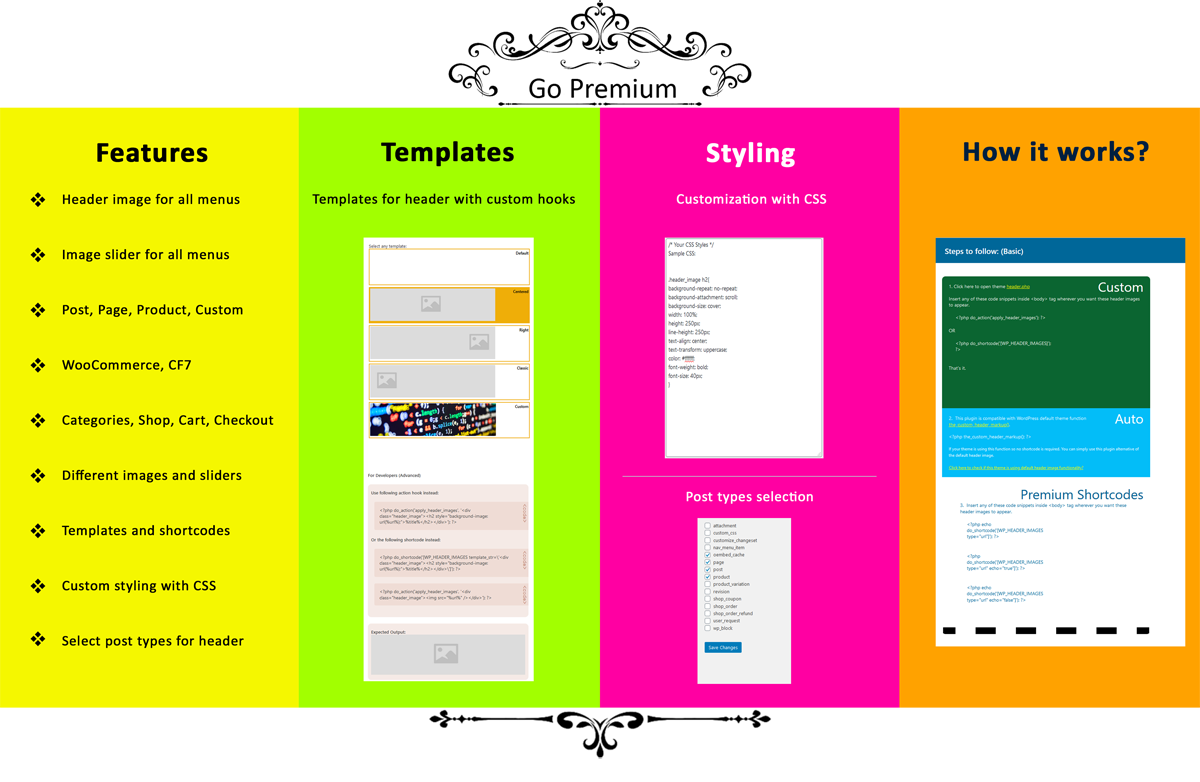 Go Premium
Features
Header image for all menus
Image slider for all menus
Post, Page, Product, Custom
WooCommerce, CF7
Categories, Shop, Cart, Checkout
Different images and sliders
Templates and shortcodes
Custom styling with CSS
Select post types for header
Templates
Templates for header with custom hooks
Select any template:
Default
Centered
Right
Classic
Custom
For Developers (Advanced)
Use following action hook instead:
<?php do_action('apply_header_images', '<div
class="header_image"> <h2 style="background-image:
url(%url%)">%title%</h2> </div>'); ?>
Or the following shortcode instead:
<?php do_shortcode('[WP_HEADER_IMAGES template_str=\'<div
class="header_image"> <h2 style="background-image:
<?php do_action('apply_header_images', '<div
class="header_image"> <img src="%url%" /> </div>'); ?>
Expected Output:
Styling
Customization with CSS
/* Your CSS Styles */
Sample CSS:
.header_image h2{
background-repeat: no-repeat;
background-attachment: scroll;
background-size: cover;
width: 100%;
height: 250px;
line-height: 250px;
text-align: center;
text-transform: uppercase;
color: #
font-weight: bold;
font-size: 40px;
}
Post types selection
attachment
custom_css
customize_changeset
nav_menu_item
oembed_cache
page
post
product
product_variation
revision
shop_coupon
shop_order
shop_order_refund
user_request
wp_block
Save Changes
How it works?
Steps to follow: (Basic)
Custom
1. Click here to open theme header.php
Insert any of these code snippets inside <body> tag wherever you want these header images
to appear.
<?php do_action('apply_header_images'); ?>
OR
<?php do_shortcode('[WP_HEADER_IMAGES]');
?>
That's it.
Auto
2. This plugin is compatible with WordPress default theme function
the_custom_header_markup().
<?php the_custom_header_markup() ?>
If your theme is using this function so no shortcode is required. You can simply use this plugin alternative of
the default header image.
Click here to check if this theme is using default header image functionality?
Premium Shortcodes
3. Insert any of these code snippets inside <body> tag wherever you want these
header images to appear.
<?php echo
do_shortcode('[WP_HEADER_IMAGES
type="url"]'); ?>
<?php
do_shortcode('[WP_HEADER_IMAGES
type="url" echo="true"]'); ?>
<?php echo
do_shortcode('[WP_HEADER_IMAGES
type="url" echo="false"]'); ?>